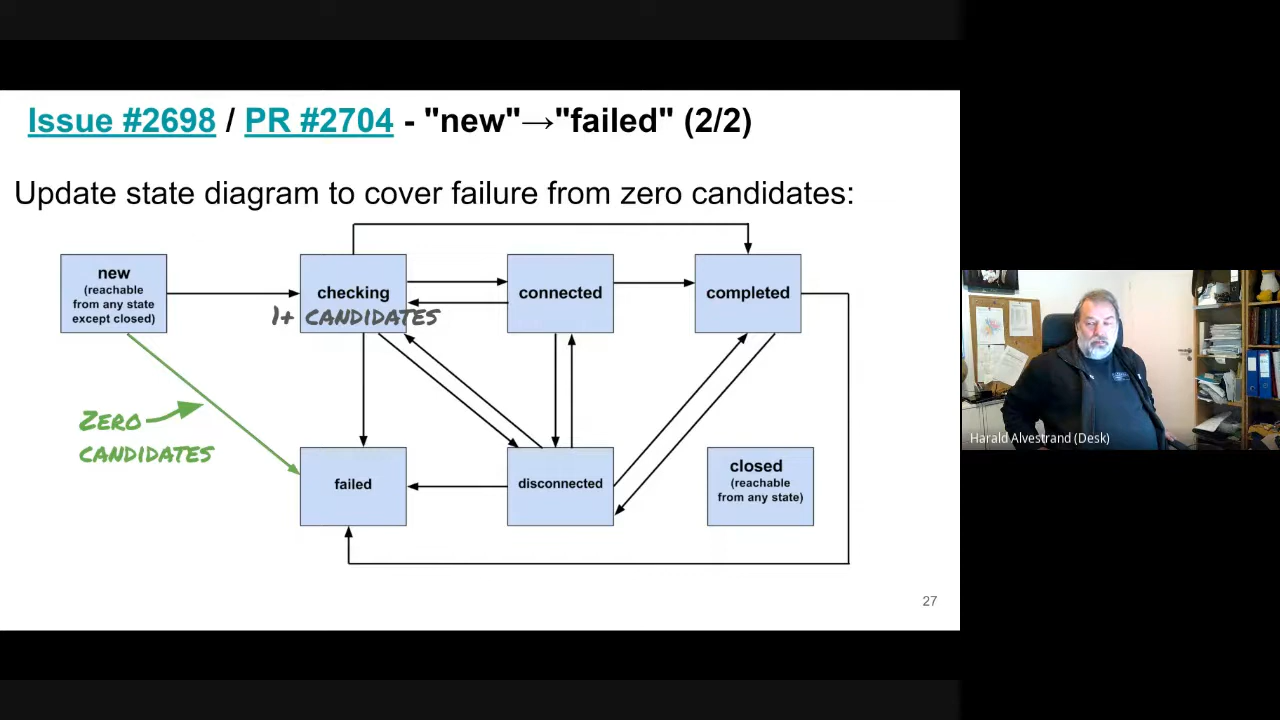 Issue #2698 / PR #2704 - "new"→"failed" (2/2)
Update state diagram to cover failure from zero candidates:
new
(reachable
from any state
except closed)
checking
1+ CANDIDATES
connected
completed
ZERO
CANDIDATES
failed
disconnected
closed
(reachable
from any state)
27
Harald Alvestrand (Desk)